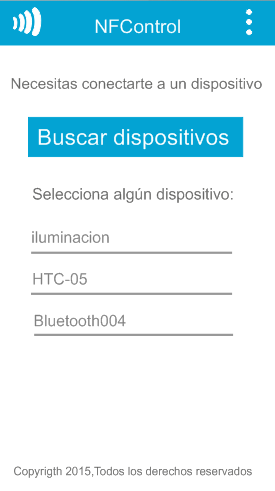 NFControl
Necesitas conectarte a un dispositivo
Buscar dispositivos
Selecciona algún dispositivo:
iluminacion
HTC-05
Bluetooth004
Copyrigth 2015,Todos los derechos reservados